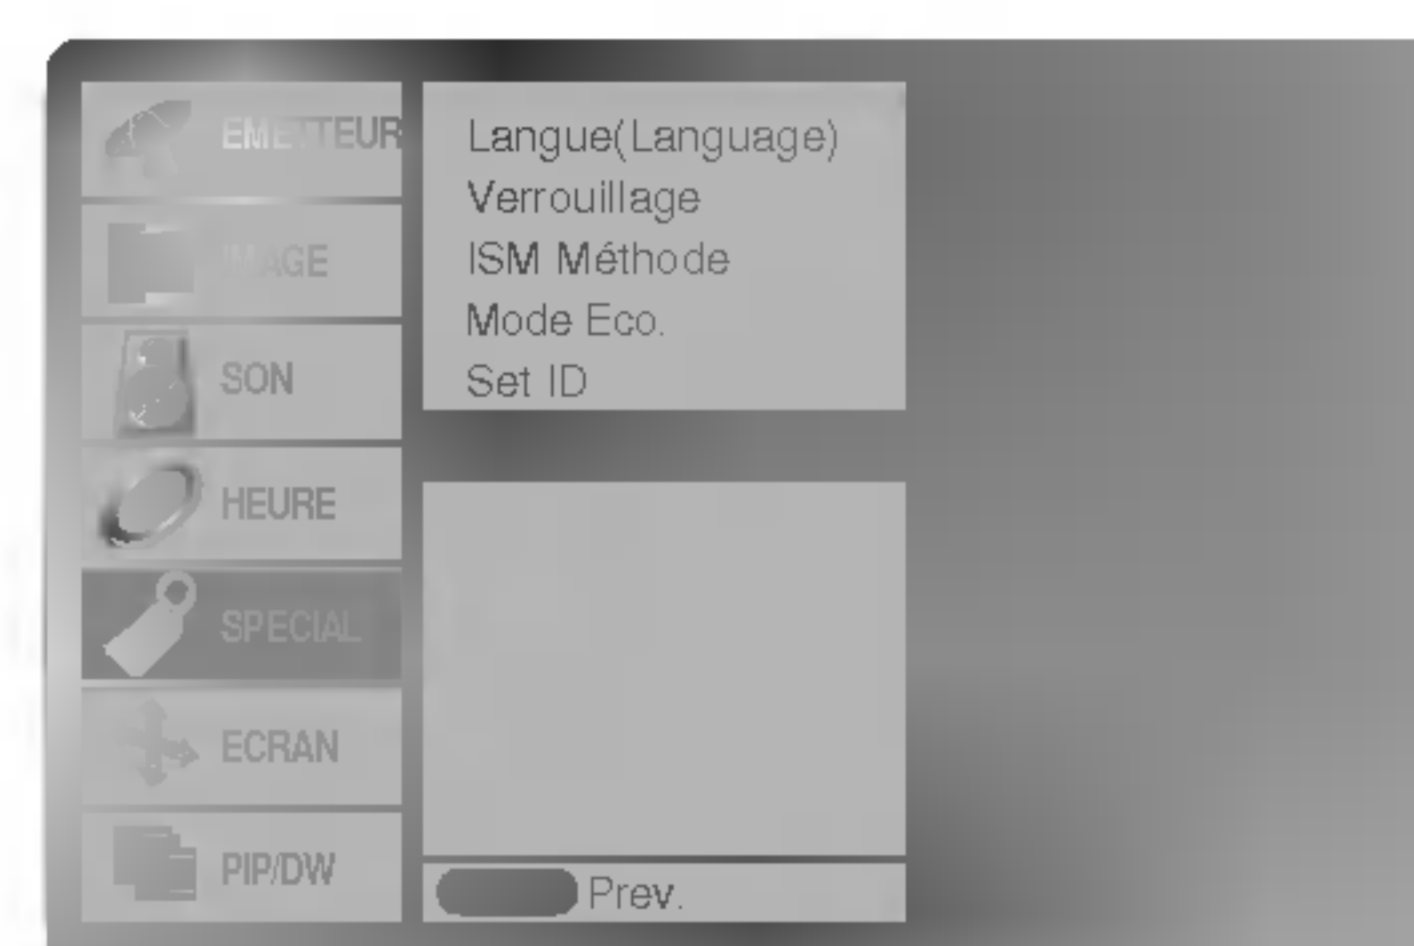 EMETTEUR
IMAGE
SON
HEURE
SPECIAL
ECRAN
PIP/DW
Langue(Language)
Verrouillage
ISM Méthode
Mode Eco.
Set ID
Prev.